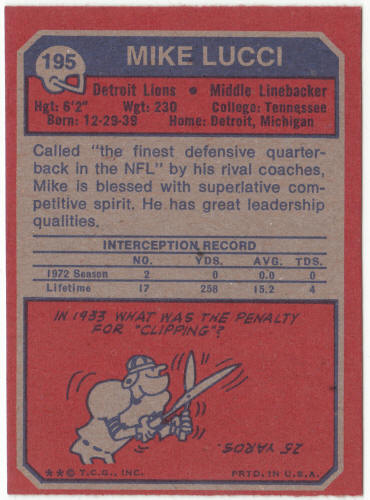 195
MIKE LUCCI
Detroit Lions • Middle Linebacker
Hgt: 6'2" Wgt: 230 College: Tennessee
Born: 12-29-39 Home: Detroit, Michigan
Called "the finest defensive quarter-
back in the NFL" by his rival coaches,
Mike is blessed with superlative com-
petitive spirit. He has great leadership
qualities.
INTERCEPTION RECORD
NO. YDS. AVG. TDS.
1972 Season 2 0 0.0 0
Lifetime 17 258 15.2 4
IN 1933 WHAT WAS THE PENALTY
FOR "CLIPPING"?
25 YARDS.
**© T.C.G., INC. PRTD. IN U.S.A.